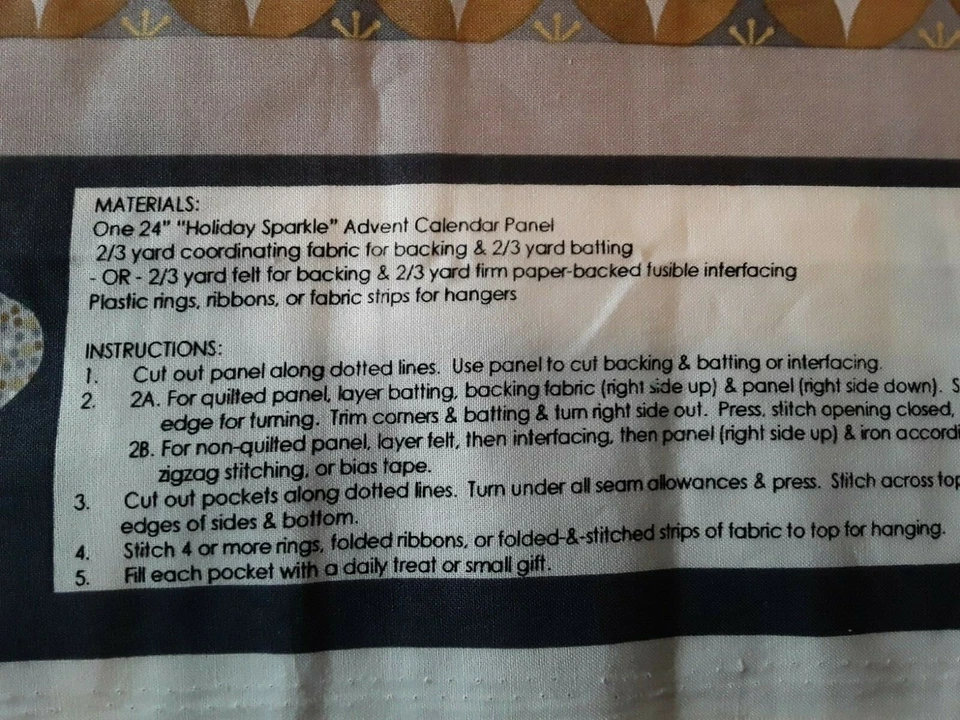 MATERIALS:
One 24" "Holiday Sparkle" Advent Calendar Panel
2/3 yard coordinating fabric for backing & 2/3 yard batting
- OR - 2/3 yard felt for backing & 2/3 yard firm paper-backed fusible interfacing
Plastic rings, ribbons, or fabric strips for hangers
INSTRUCTIONS:
1. Cut out panel along dotted lines. Use panel to cut backing & batting or interfacing.
2. 2A. For quilted panel, layer batting, backing fabric (right side up) & panel (right side down). S
edge for turning. Trim corners & batting & turn right side out. Press, stitch opening closed,
2B. For non-quilted panel, layer felt, then interfacing, then panel (right side up) & iron accordi
zigzag stitching, or bias tape.
3. Cut out pockets along dotted lines. Turn under all seam allowances & press. Stitch across top
edges of sides & bottom.
4. Stitch 4 or more rings, folded ribbons, or folded-&-stitched strips of fabric to top for hanging.
5. Fill each pocket with a daily treat or small gift.